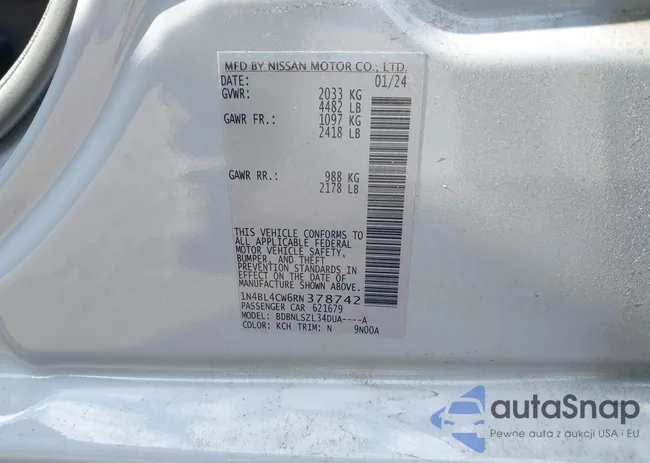 MFD BY NISSAN MOTOR CO., LTD.
DATE: 01/24
GVWR: 2033 KG
4482 LB
GAWR FR.: 1097 KG
2418 LB
GAWR RR.: 988 KG
2178 LB
THIS VEHICLE CONFORMS TO
ALL APPLICABLE FEDERAL
MOTOR VEHICLE SAFETY,
BUMPER, AND THEFT
PREVENTION STANDARDS IN
EFFECT ON THE DATE OF
MANUFACTURE SHOWN ABOVE.
1N4BL4CW6RN378742
PASSENGER CAR 621679
MODEL: BDBNLSZL34DUA----A
COLOR: KCH TRIM: N 9N00A
autaSnap
Pewne auta z aukcji USA i EU